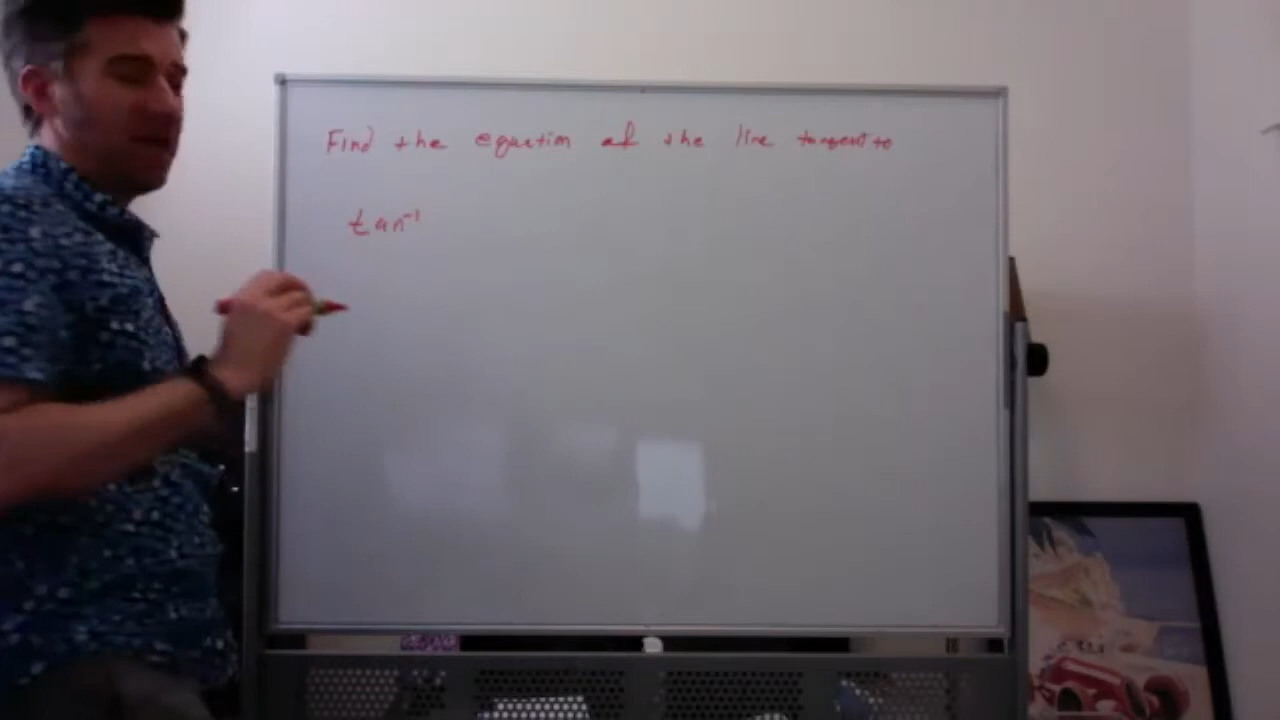 Find the equation of the line tangent to
tan⁻¹